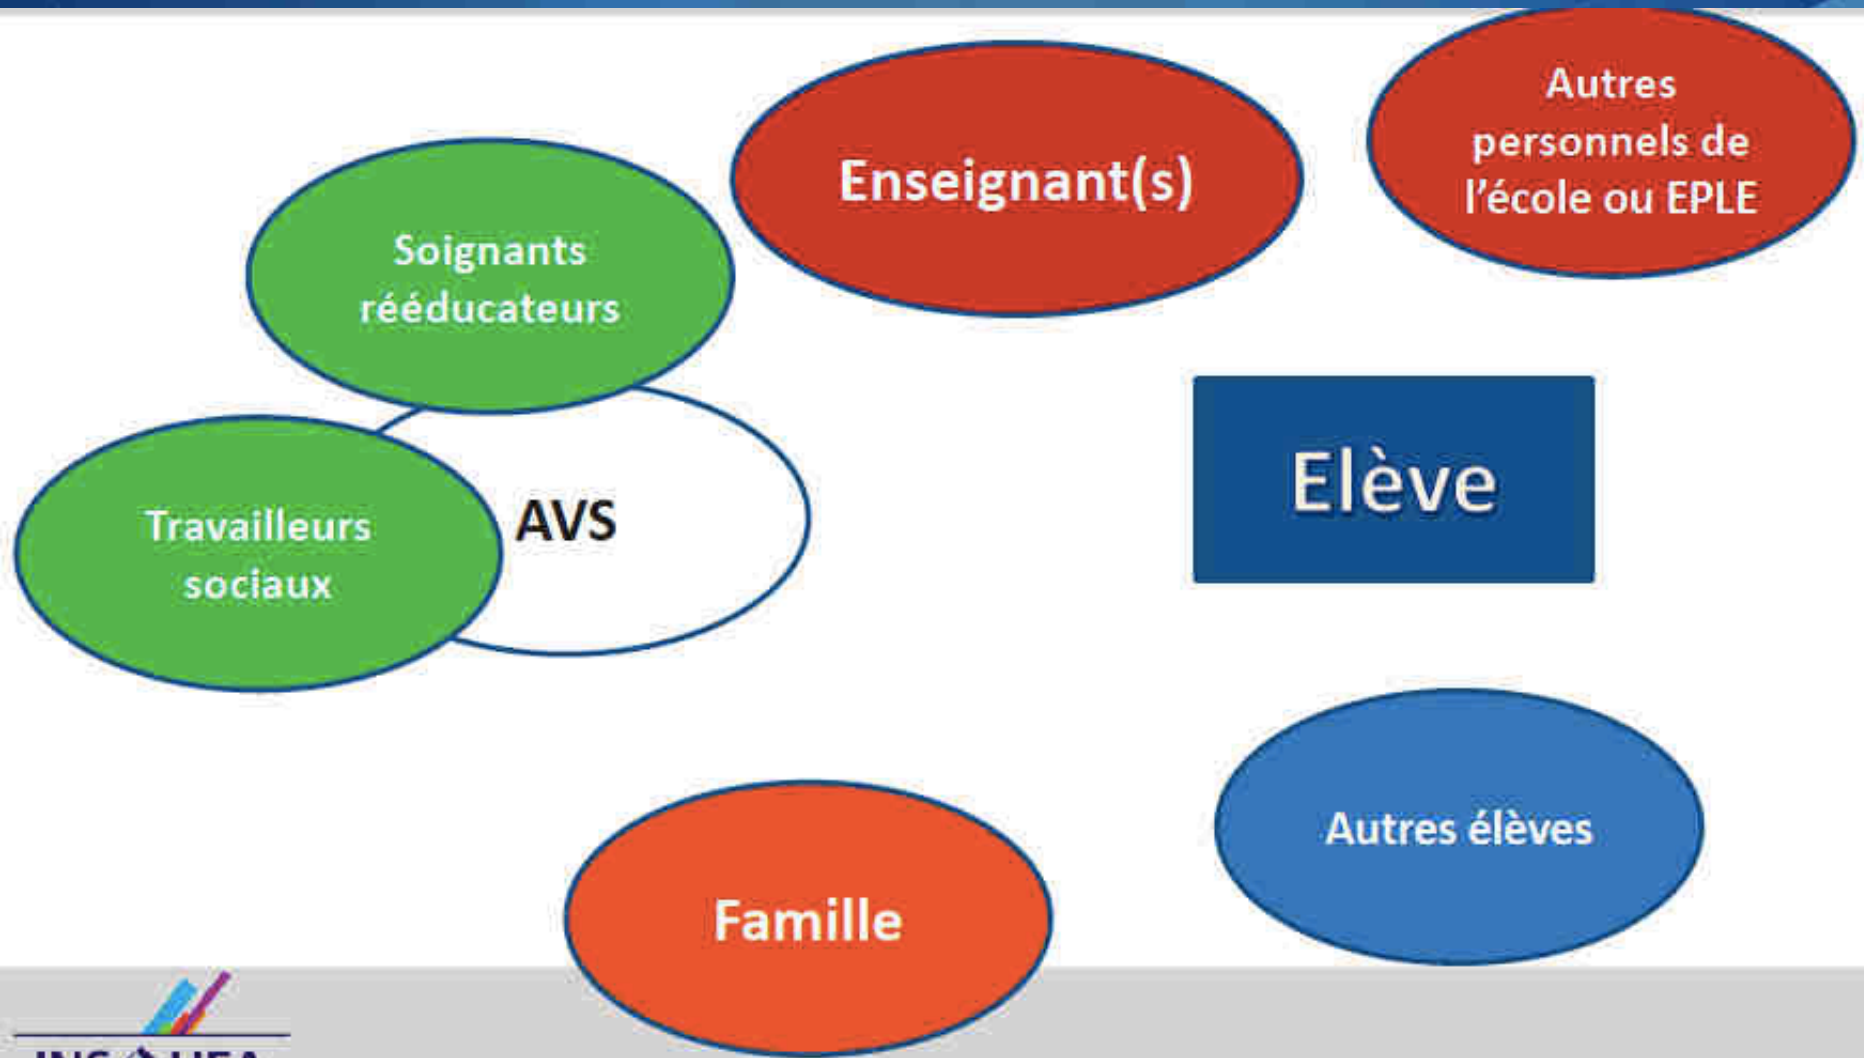 Autres
personnels de
l'école ou EPLE
Enseignant(s)
Soignants
rééducateurs
Elève
AVS
Travailleurs
sociaux
Autres élèves
Famille